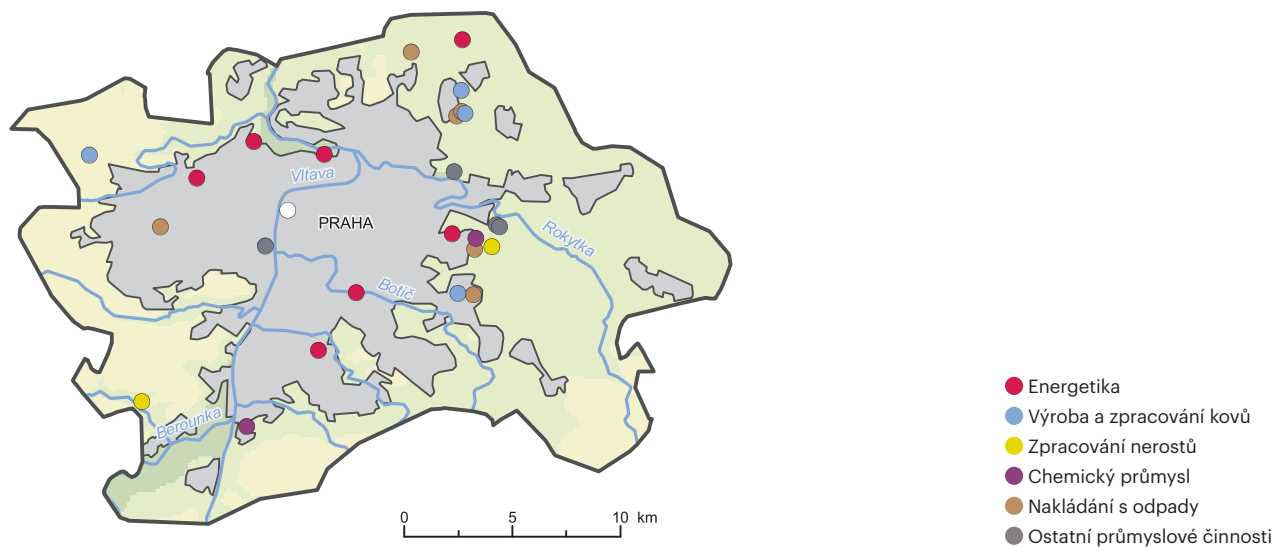 Vltava
PRAHA
Rokytka
Botič
Berounka
0 5 10 km
Energetika
Výroba a zpracování kovů
Zpracování nerostů
Chemický průmysl
Nakládání s odpady
Ostatní průmyslové činnosti